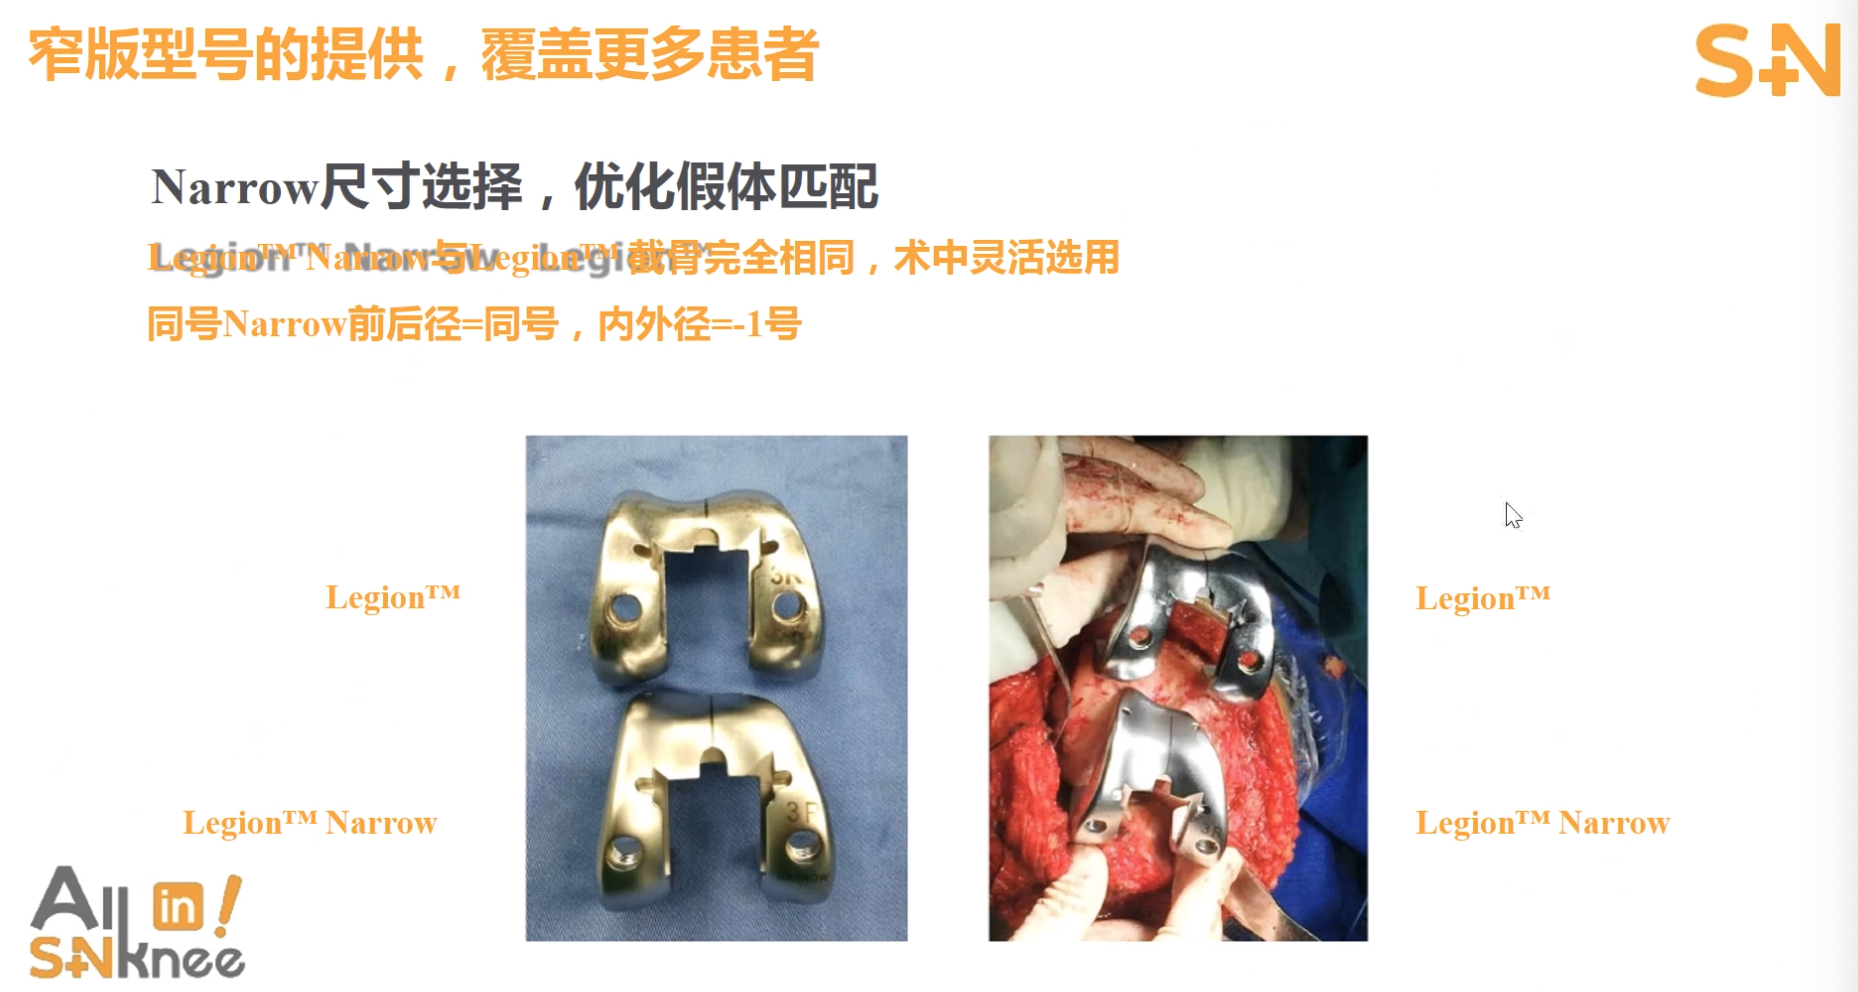 窄版型号的提供，覆盖更多患者
S+N
Narrow尺寸选择，优化假体匹配
Legion™ Narrow与Legion™ 截骨完全相同，术中灵活选用
同号Narrow前后径=同号，内外径=-1号
Legion™
3R
Legion™
Legion™ Narrow
3R
NARROW
3R
Legion™ Narrow
All in!
S+N knee